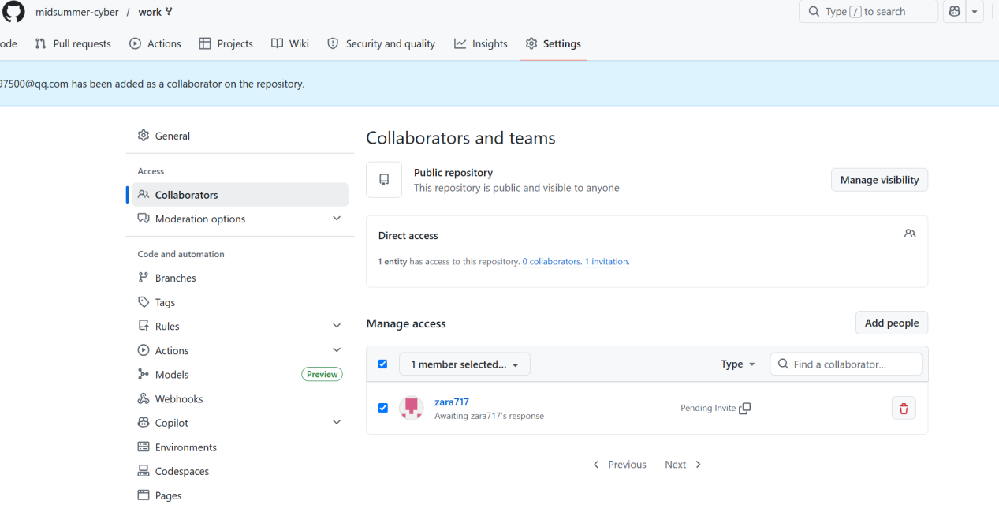 midsummer-cyber / work
Type / to search
ode
Pull requests
Actions
Projects
Wiki
Security and quality
Insights
Settings
97500@qq.com has been added as a collaborator on the repository.
General
Access
Collaborators
Moderation options
Code and automation
Branches
Tags
Rules
Actions
Models
Preview
Webhooks
Copilot
Environments
Codespaces
Pages
Collaborators and teams
Public repository
This repository is public and visible to anyone
Manage visibility
Direct access
1 entity has access to this repository. 0 collaborators. 1 invitation.
Manage access
Add people
1 member selected...
Type
Find a collaborator...
zara717
Awaiting zara717's response
Pending Invite
Previous
Next